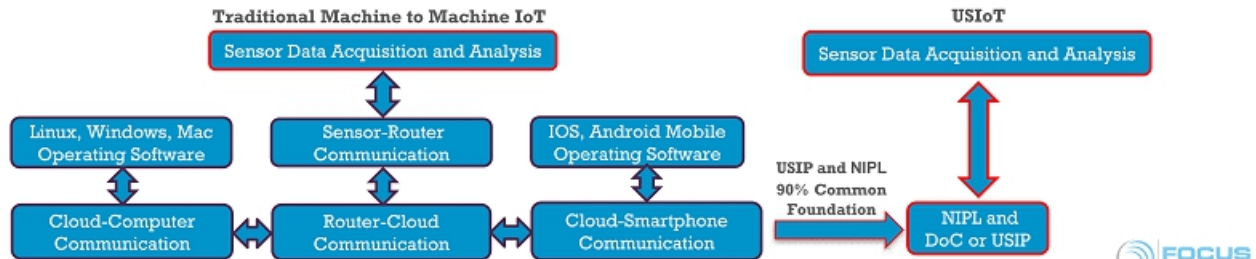 Traditional Machine to Machine IoT
USIoT
Sensor Data Acquisition and Analysis
Sensor Data Acquisition and Analysis
Linux, Windows, Mac
Operating Software
Sensor-Router
Communication
IOS, Android Mobile
Operating Software
USIP and NIPL
90% Common
Foundation
Cloud-Computer
Communication
Router-Cloud
Communication
Cloud-Smartphone
Communication
NIPL and
DoC or USIP
FOCUS